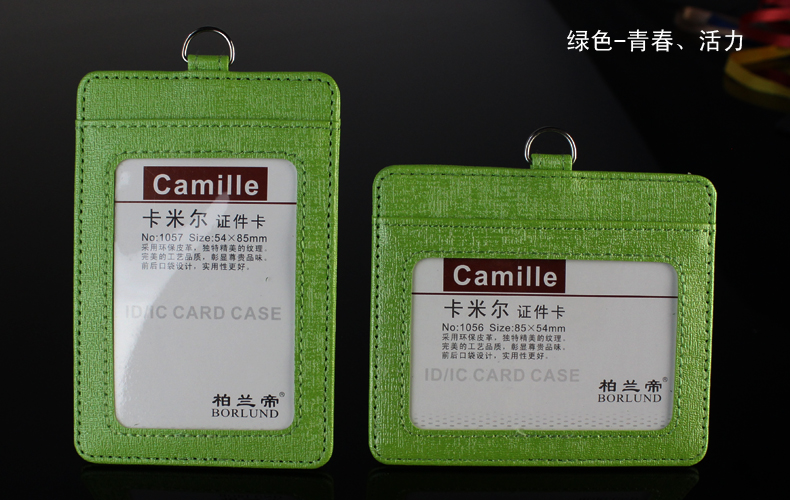 绿色-青春、活力
Camille
卡米尔 证件卡
No:1057 Size:54×85mm
采用环保皮革，独特精美的纹理。
完美的工艺品质，彰显尊贵品味。
前后口袋设计，实用性更好。
ID/IC CARD CASE
柏兰帝®
BORLUND
Camille
卡米尔 证件卡
No:1056 Size:85×54mm
采用环保皮革，独特精美的纹理。
完美的工艺品质，彰显尊贵品味。
前后口袋设计，实用性更好。
ID/IC CARD CASE
柏兰帝®
BORLUND